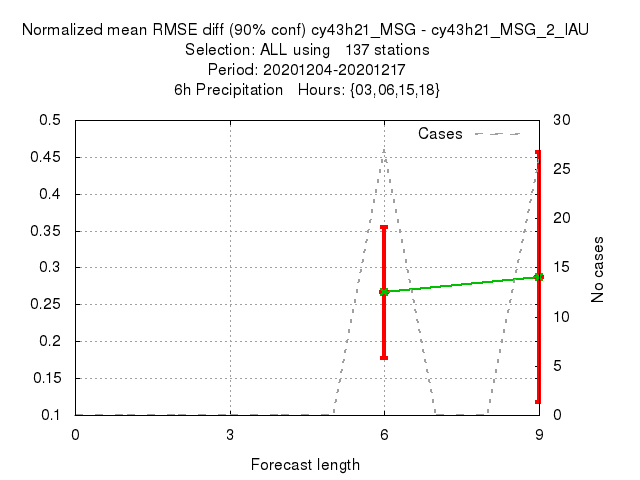 Normalized mean RMSE diff (90% conf) cy43h21_MSG - cy43h21_MSG_2_IAU
Selection: ALL using 137 stations
Period: 20201204-20201217
6h Precipitation Hours: {03,06,15,18}
Cases
0.5
0.45
0.4
0.35
0.3
0.25
0.2
0.15
0.1
30
25
20
15
10
5
0
No cases
0 3 6 9
Forecast length